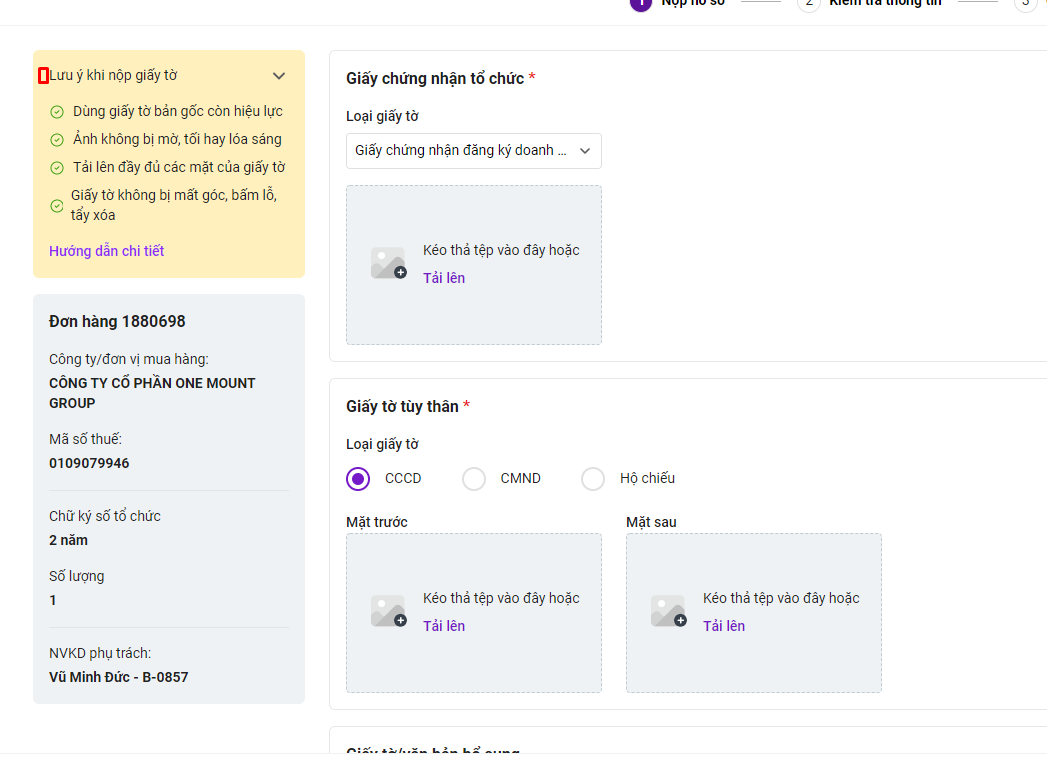 1 Nộp hồ sơ 2 Kiểm tra thông tin 3
Lưu ý khi nộp giấy tờ
Dùng giấy tờ bản gốc còn hiệu lực
Ảnh không bị mờ, tối hay lóa sáng
Tải lên đầy đủ các mặt của giấy tờ
Giấy tờ không bị mất góc, bấm lỗ,
tẩy xóa
Hướng dẫn chi tiết
Đơn hàng 1880698
Công ty/đơn vị mua hàng:
CÔNG TY CỔ PHẦN ONE MOUNT
GROUP
Mã số thuế:
0109079946
Chữ ký số tổ chức
2 năm
Số lượng
1
NVKD phụ trách:
Vũ Minh Đức - B-0857
Giấy chứng nhận tổ chức *
Loại giấy tờ
Giấy chứng nhận đăng ký doanh ...
Kéo thả tệp vào đây hoặc
Tải lên
Giấy tờ tùy thân *
Loại giấy tờ
CCCD CMND Hộ chiếu
Mặt trước Mặt sau
Kéo thả tệp vào đây hoặc Kéo thả tệp vào đây hoặc
Tải lên Tải lên
Giấy tờ/văn bản bổ sung